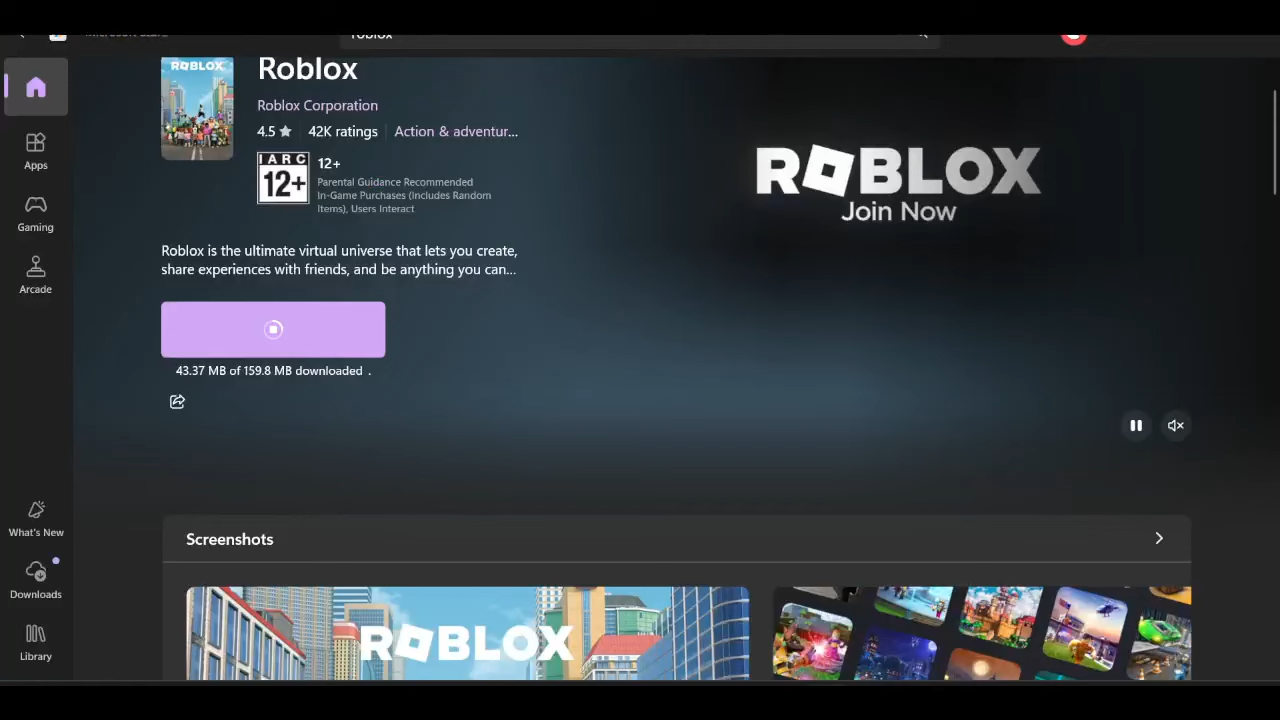 roblox
ROBLOX
Roblox
Roblox Corporation
4.5
42K ratings
Action & adventur...
IARC
12+
12+
Parental Guidance Recommended
In-Game Purchases (Includes Random
Items), Users Interact
Roblox is the ultimate virtual universe that lets you create,
share experiences with friends, and be anything you can...
43.37 MB of 159.8 MB downloaded .
ROBLOX
Join Now
Apps
Gaming
Arcade
What's New
Downloads
Library
Screenshots
ROBLOX